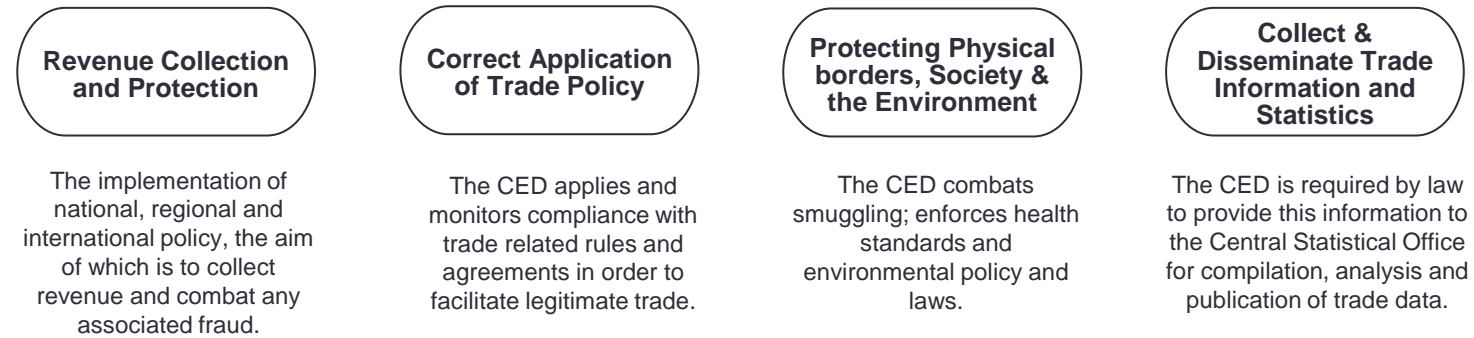 Revenue Collection
and Protection
The implementation of
national, regional and
international policy, the aim
of which is to collect
revenue and combat any
associated fraud.
Correct Application
of Trade Policy
The CED applies and
monitors compliance with
trade related rules and
agreements in order to
facilitate legitimate trade.
Protecting Physical
borders, Society &
the Environment
The CED combats
smuggling; enforces health
standards and
environmental policy and
laws.
Collect &
Disseminate Trade
Information and
Statistics
The CED is required by law
to provide this information to
the Central Statistical Office
for compilation, analysis and
publication of trade data.